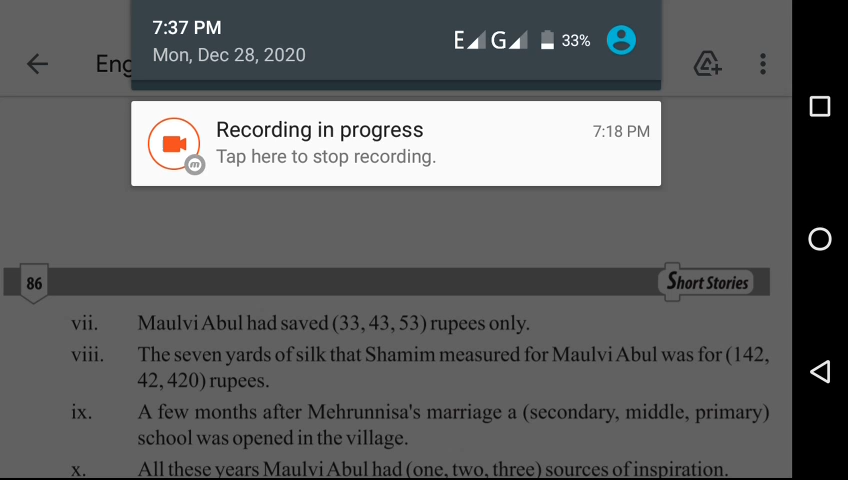 7:37 PM
Mon, Dec 28, 2020
E G 33%
Eng
Recording in progress
7:18 PM
Tap here to stop recording.
m
86
Short Stories
vii. Maulvi Abul had saved (33, 43, 53) rupees only.
viii. The seven yards of silk that Shamim measured for Maulvi Abul was for (142,
42, 420) rupees.
ix. A few months after Mehrunnisa's marriage a (secondary, middle, primary)
school was opened in the village.
x. All these years Maulvi Abul had (one, two, three) sources of inspiration.